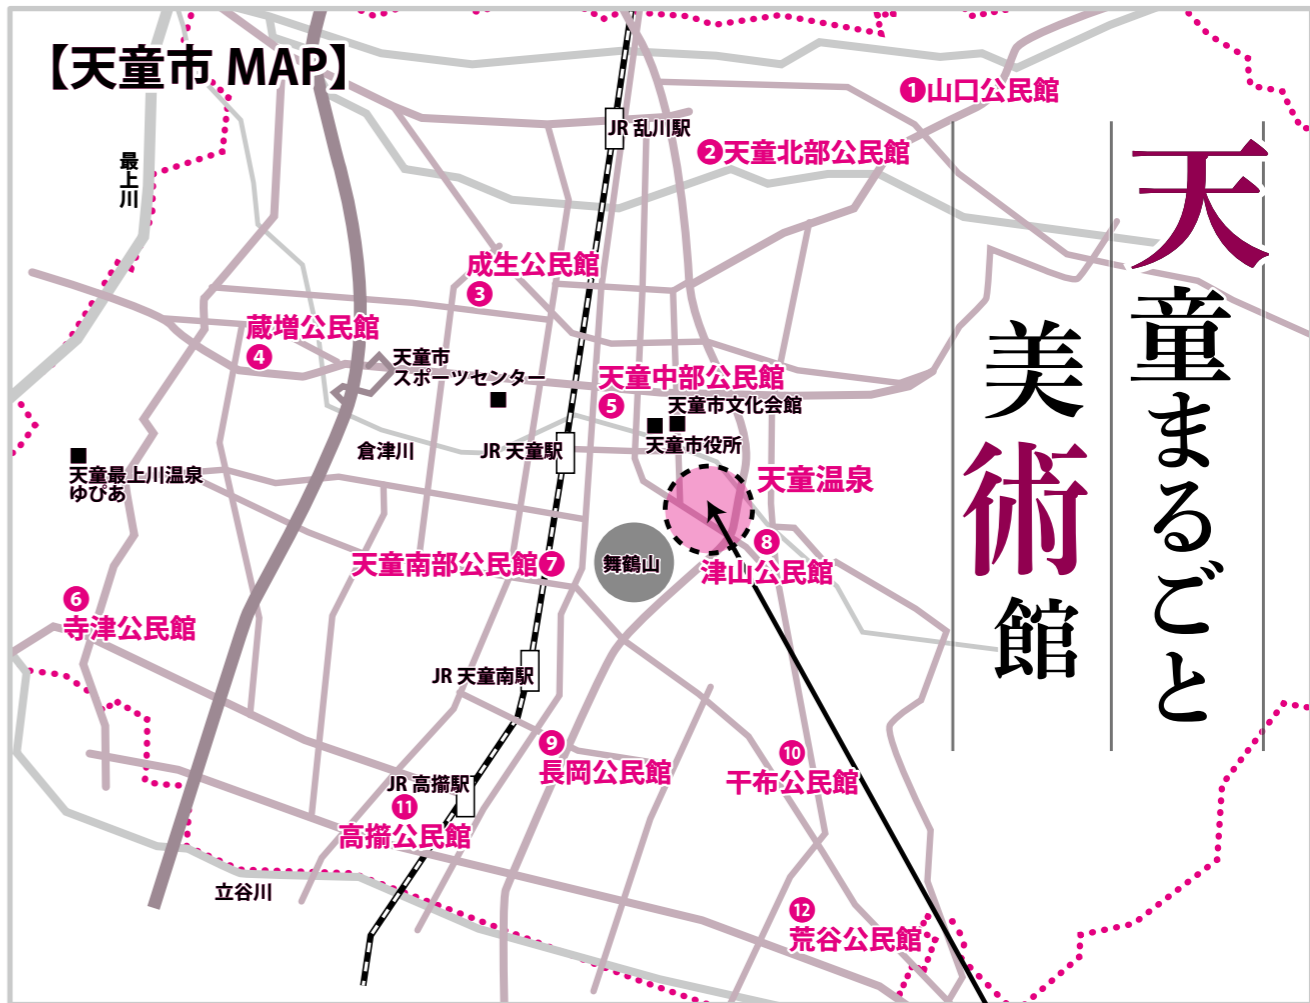 【天童市 MAP】
天童まるごと
美術館
最上川
❶山口公民館
JR 乱川駅
❷天童北部公民館
成生公民館
❸
蔵増公民館
❹
天童市
スポーツセンター
天童中部公民館
❺
天童市文化会館
天童市役所
倉津川
JR 天童駅
天童最上川温泉
ゆぴあ
天童温泉
❽
津山公民館
舞鶴山
天童南部公民館❼
❻
寺津公民館
JR 天童南駅
❾
長岡公民館
❿
干布公民館
JR 高擶駅
⓫
高擶公民館
立谷川
⓬
荒谷公民館